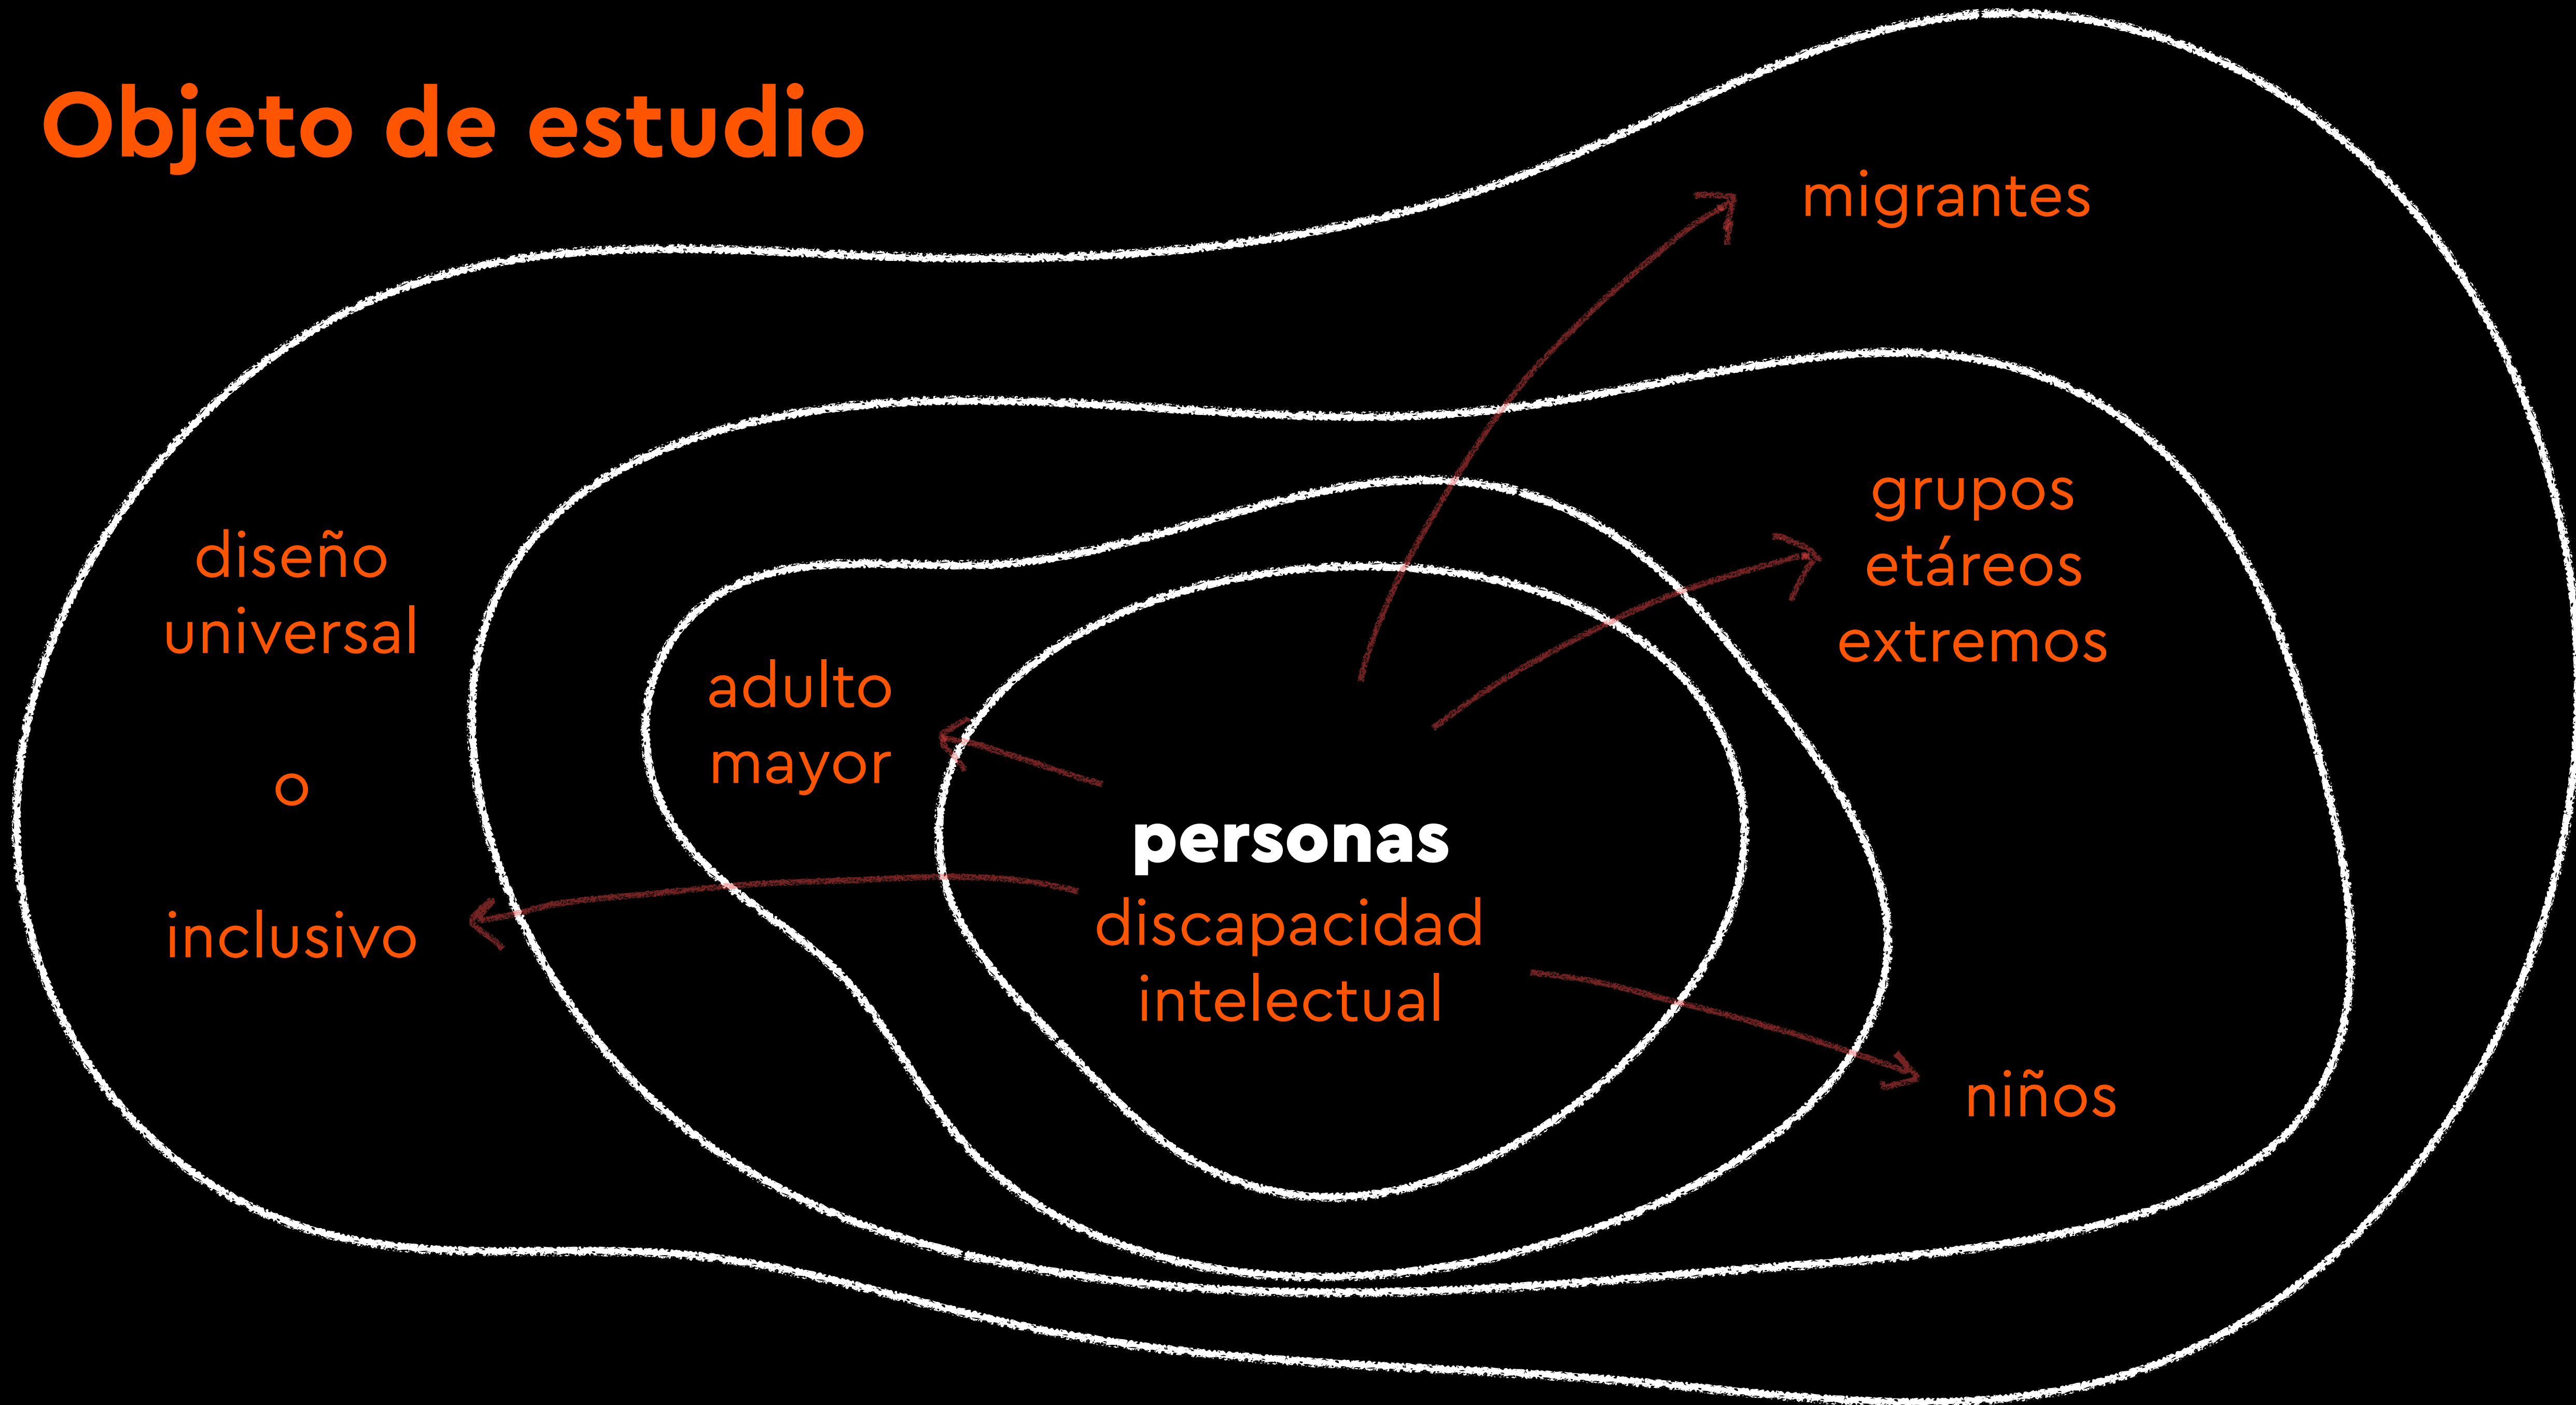 Objeto de estudio
migrantes
grupos
etáreos
extremos
diseño
universal
o
inclusivo
adulto
mayor
personas
discapacidad
intelectual
niños